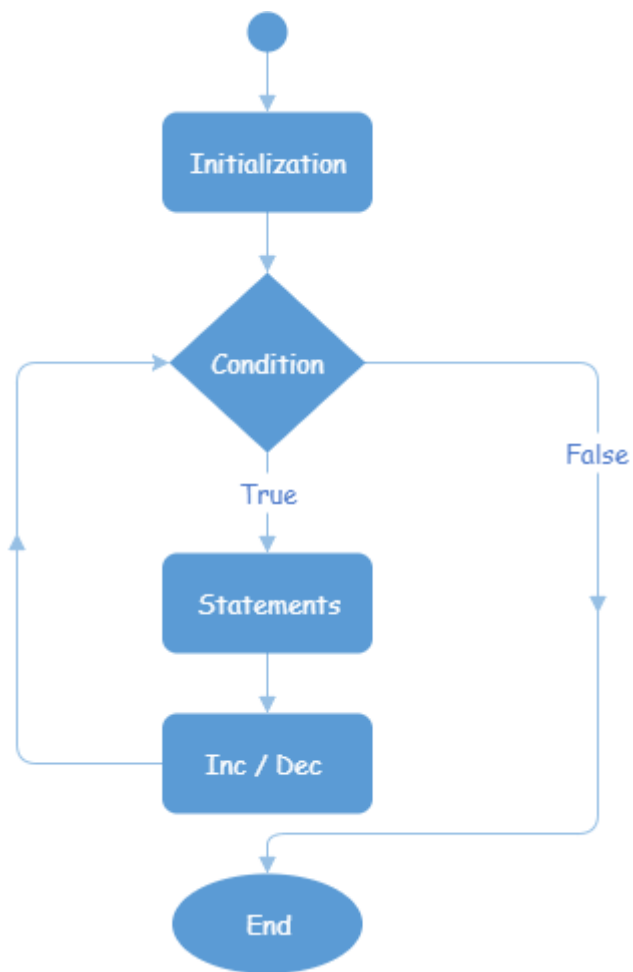 Initialization
Condition
False
True
Statements
Inc / Dec
End